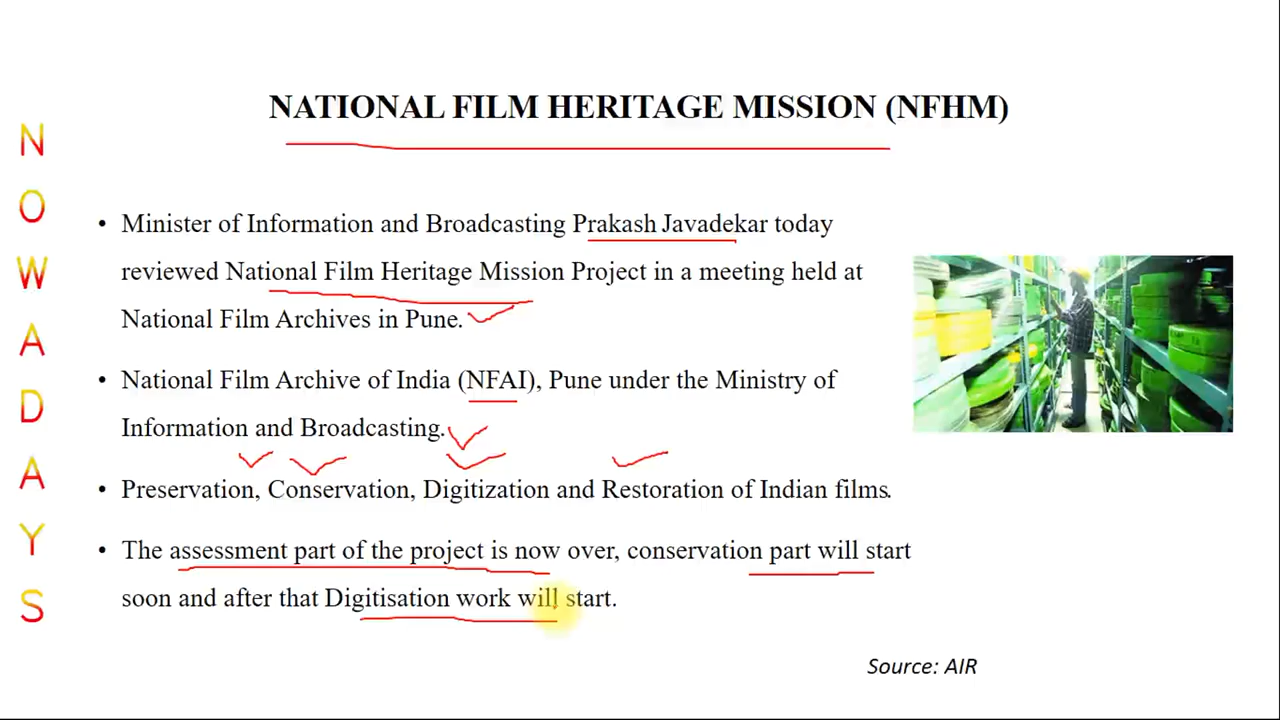 NATIONAL FILM HERITAGE MISSION (NFHM)
NOWADAYS
• Minister of Information and Broadcasting Prakash Javadekar today
reviewed National Film Heritage Mission Project in a meeting held at
National Film Archives in Pune.
• National Film Archive of India (NFAI), Pune under the Ministry of
Information and Broadcasting.
• Preservation, Conservation, Digitization and Restoration of Indian films.
• The assessment part of the project is now over, conservation part will start
soon and after that Digitisation work will start.
Source: AIR